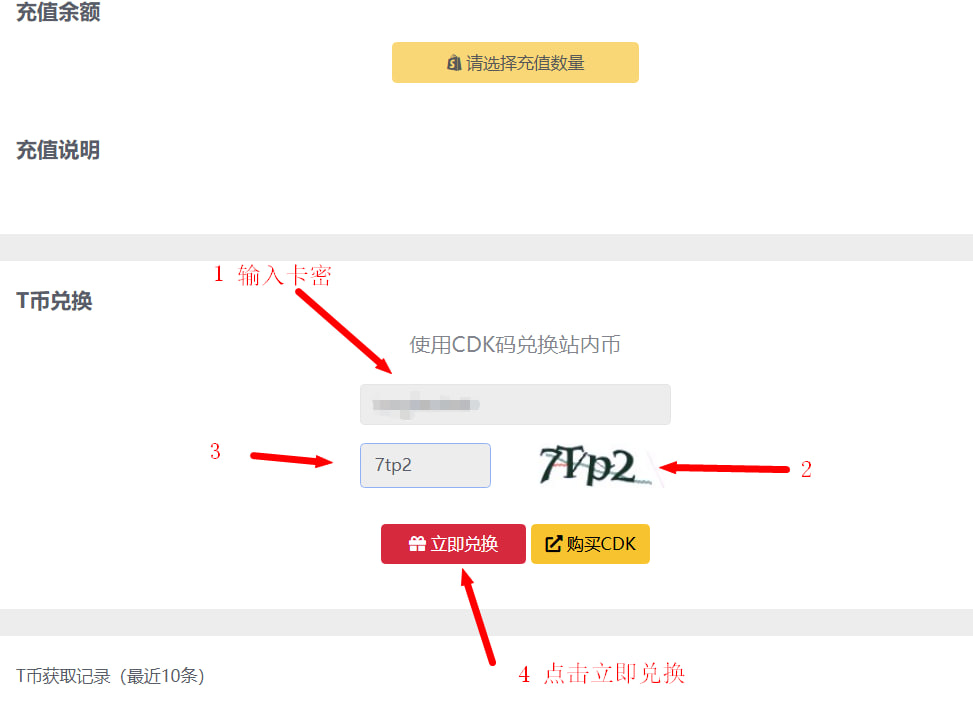 充值余额
请选择充值数量
充值说明
1 输入卡密
T币兑换
使用CDK码兑换站内币
3
7tp2
7Tp2
2
立即兑换
购买CDK
4 点击立即兑换
T币获取记录（最近10条）